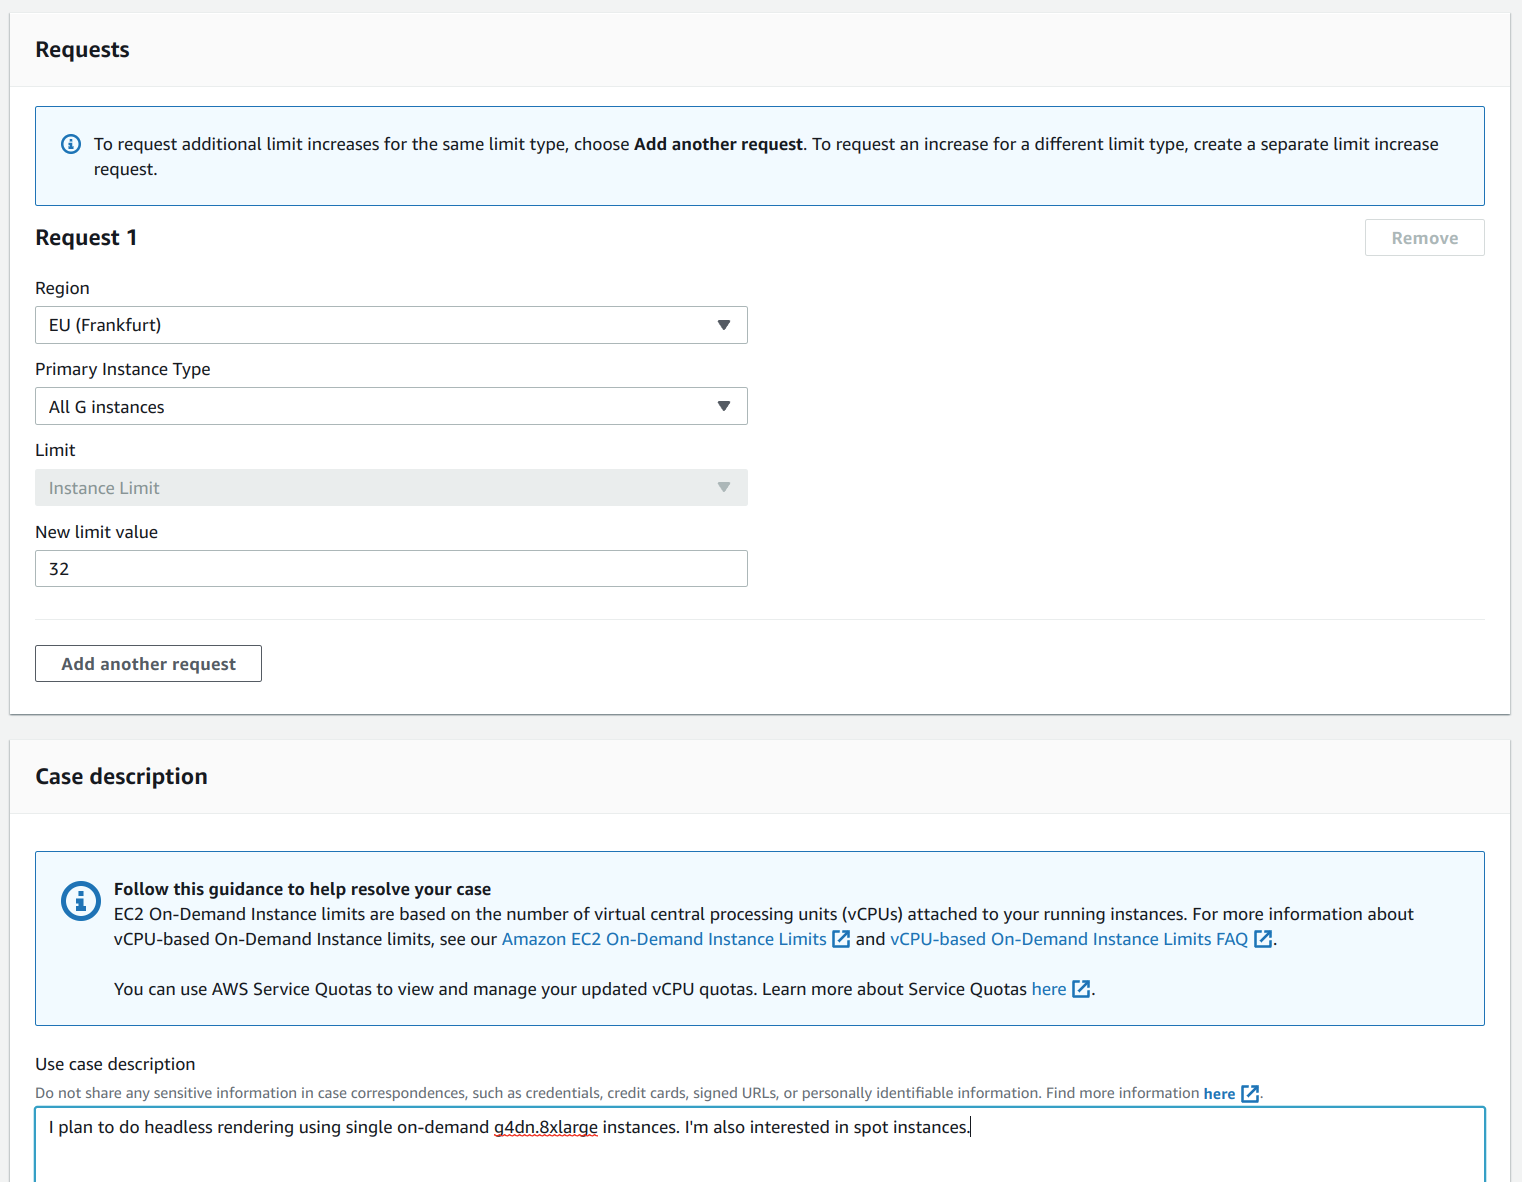 Requests
To request additional limit increases for the same limit type, choose Add another request. To request an increase for a different limit type, create a separate limit increase
request.
Request 1
Remove
Region
EU (Frankfurt)
Primary Instance Type
All G instances
Limit
Instance Limit
New limit value
32
Add another request
Case description
Follow this guidance to help resolve your case
EC2 On-Demand Instance limits are based on the number of virtual central processing units (vCPUs) attached to your running instances. For more information about
vCPU-based On-Demand Instance limits, see our Amazon EC2 On-Demand Instance Limits and vCPU-based On-Demand Instance Limits FAQ.
You can use AWS Service Quotas to view and manage your updated vCPU quotas. Learn more about Service Quotas here.
Use case description
Do not share any sensitive information in case correspondences, such as credentials, credit cards, signed URLs, or personally identifiable information. Find more information here.
I plan to do headless rendering using single on-demand g4dn.8xlarge instances. I'm also interested in spot instances.